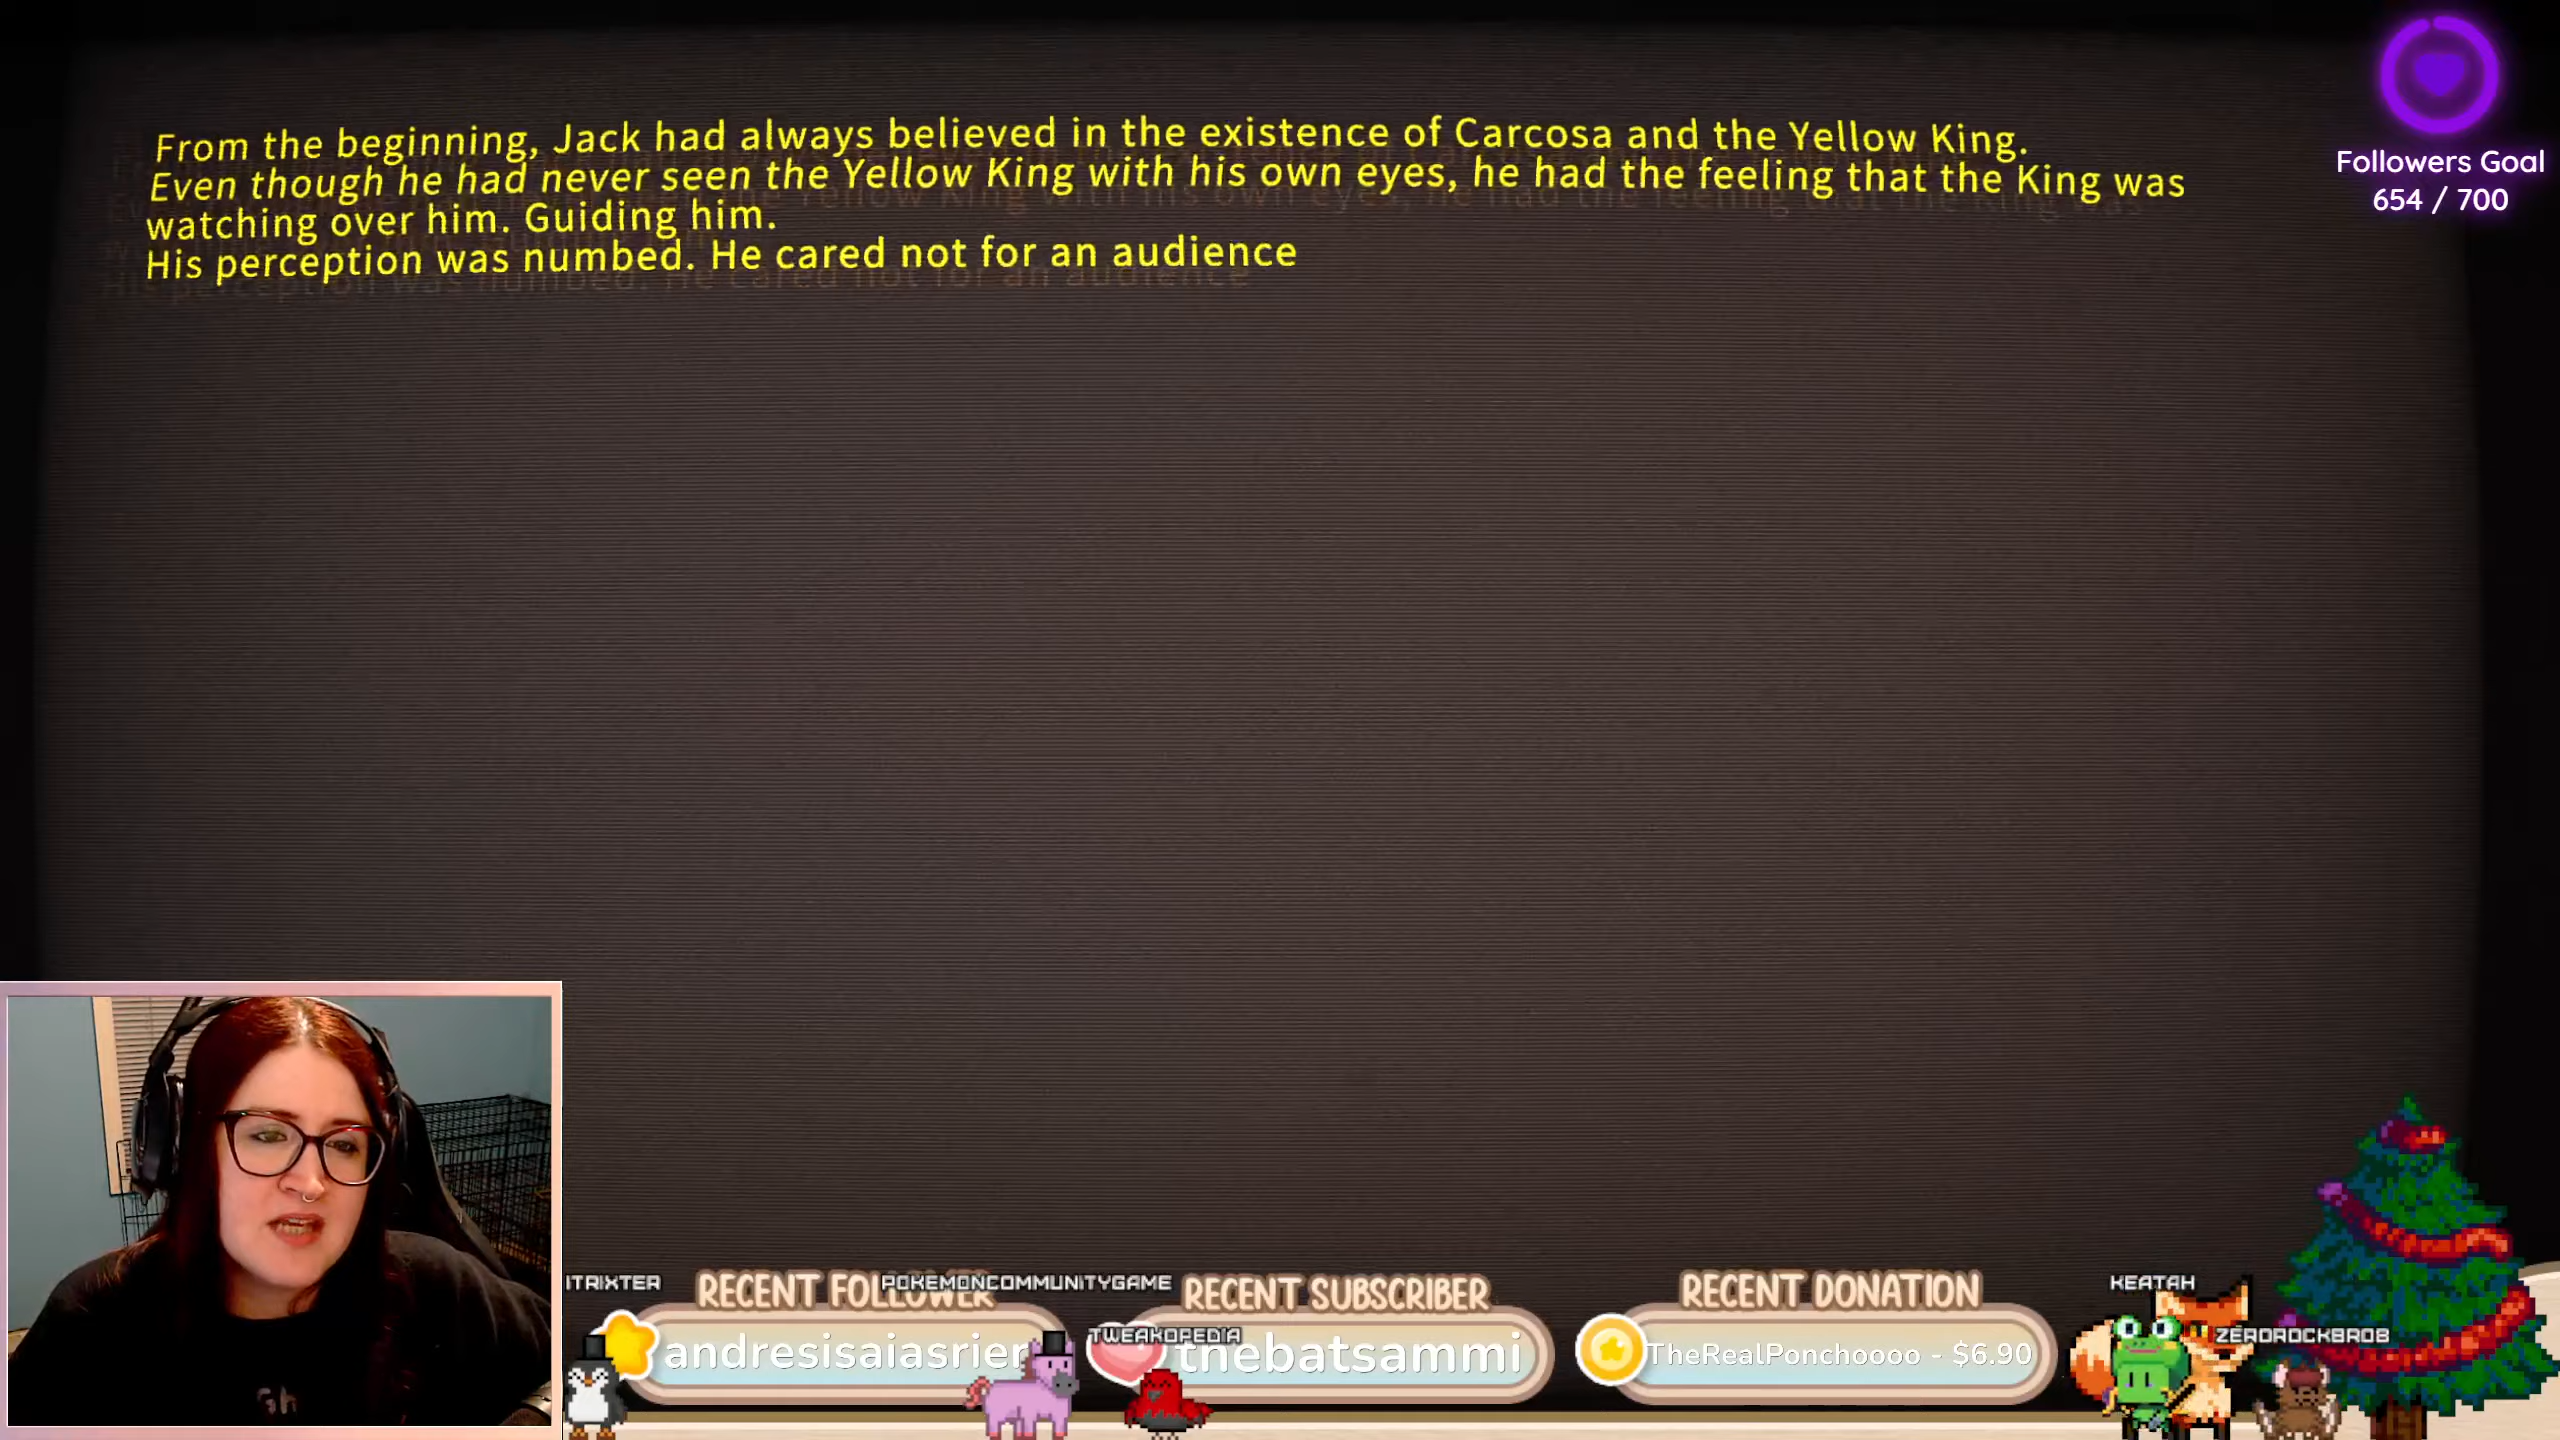 From the beginning, Jack had always believed in the existence of Carcosa and the Yellow King.
Even though he had never seen the Yellow King with his own eyes, he had the feeling that the King was
watching over him. Guiding him.
His perception was numbed. He cared not for an audience
Followers Goal
654 / 700
ITRIXTER
RECENT FOLLOWER
POKEMONCOMMUNITYGAME
RECENT SUBSCRIBER
RECENT DONATION
KEATAH
andresisaiasrier
TWEAKOPEDIA
thebatsammi
TheRealPonchoooo - $6.90
ZEROROCKBROB